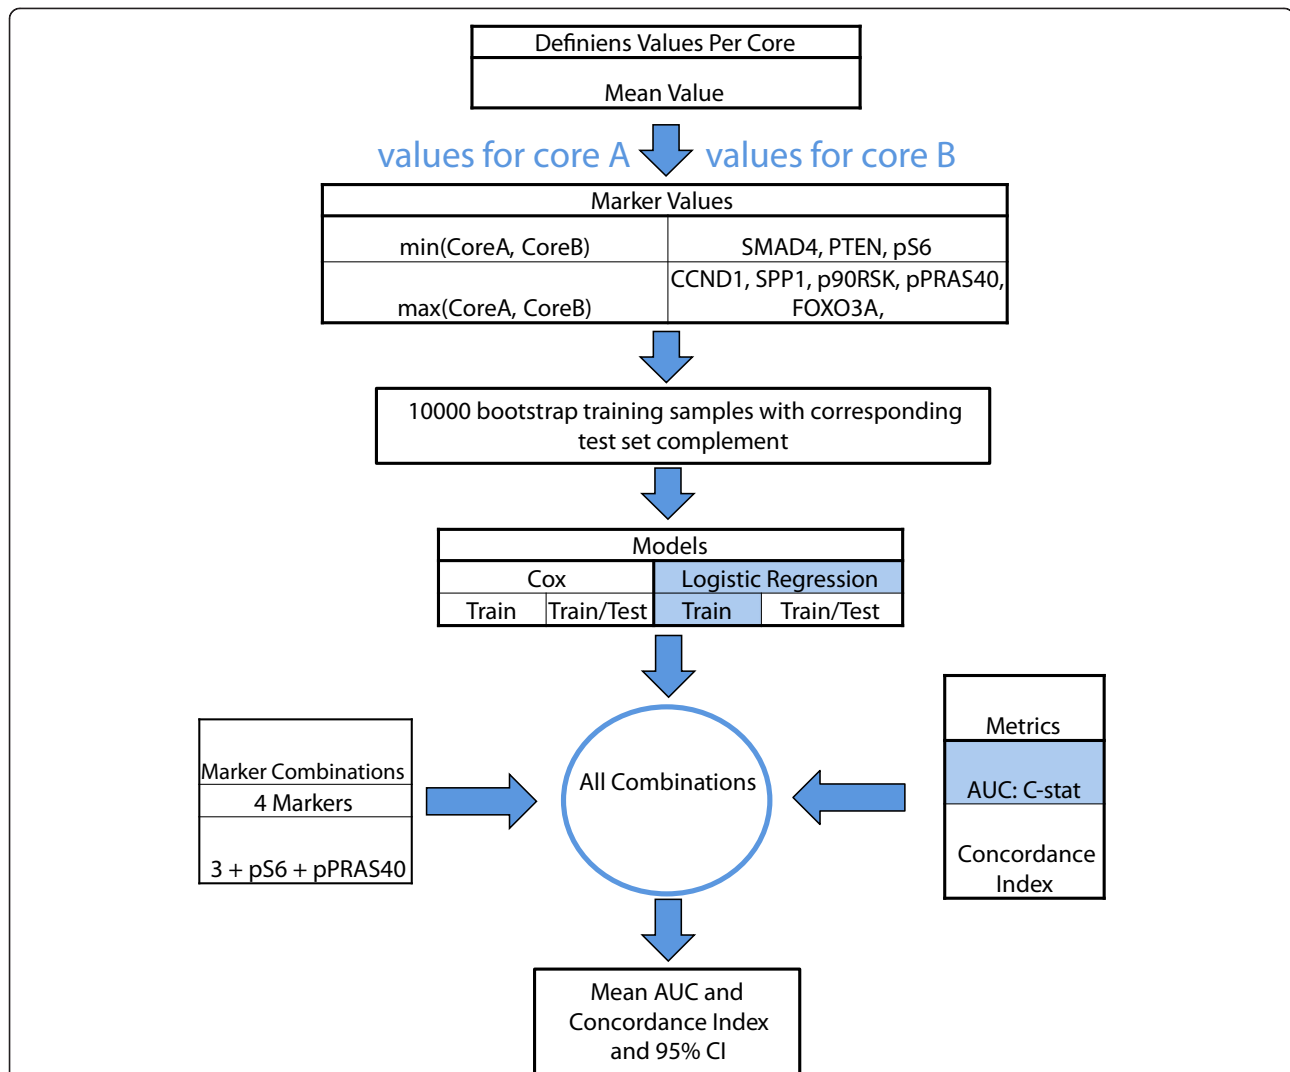 Definiens Values Per Core
Mean Value
values for core A
values for core B
Marker Values
min(CoreA, CoreB)
SMAD4, PTEN, pS6
max(CoreA, CoreB)
CCND1, SPP1, p90RSK, pPRAS40,
FOXO3A,
10000 bootstrap training samples with corresponding
test set complement
Models
Cox
Logistic Regression
Train
Train/Test
Train
Train/Test
Marker Combinations
4 Markers
3 + pS6 + pPRAS40
All Combinations
Metrics
AUC: C-stat
Concordance
Index
Mean AUC and
Concordance Index
and 95% CI